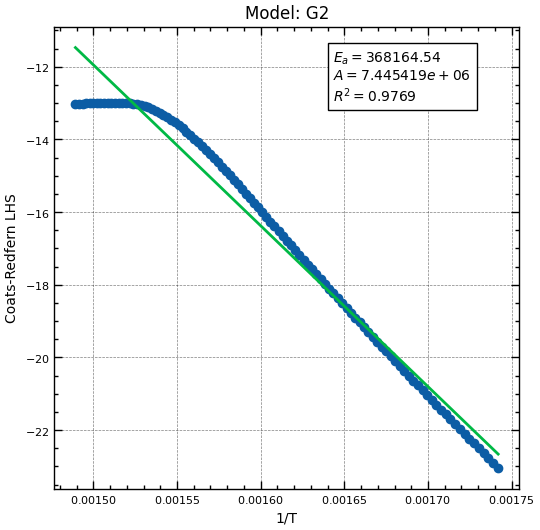 Model: G2
E_a = 368164.54
A = 7.445419e + 06
R² = 0.9769
Coats-Redfern LHS
−12
−14
−16
−18
−20
−22
0.00150 0.00155 0.00160 0.00165 0.00170 0.00175
1/T